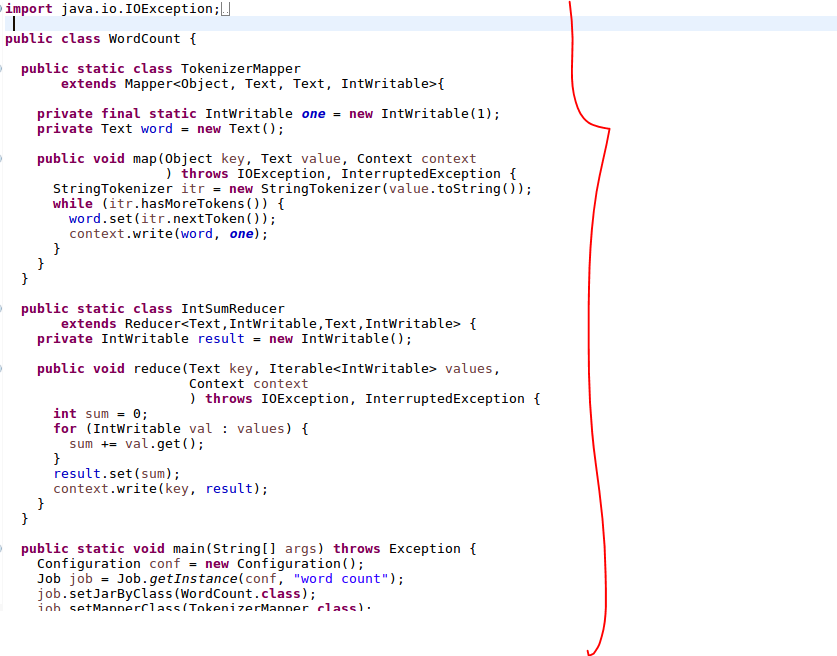 import java.io.IOException;
public class WordCount {
public static class TokenizerMapper
extends Mapper<Object, Text, Text, IntWritable>{
private final static IntWritable one = new IntWritable(1);
private Text word = new Text();
public void map(Object key, Text value, Context context
) throws IOException, InterruptedException {
StringTokenizer itr = new StringTokenizer(value.toString());
while (itr.hasMoreTokens()) {
word.set(itr.nextToken());
context.write(word, one);
}
}
}
public static class IntSumReducer
extends Reducer<Text,IntWritable,Text,IntWritable> {
private IntWritable result = new IntWritable();
public void reduce(Text key, Iterable<IntWritable> values,
Context context
) throws IOException, InterruptedException {
int sum = 0;
for (IntWritable val : values) {
sum += val.get();
}
result.set(sum);
context.write(key, result);
}
}
public static void main(String[] args) throws Exception {
Configuration conf = new Configuration();
Job job = Job.getInstance(conf, "word count");
job.setJarByClass(WordCount.class);
job.setMapperClass(TokenizerMapper.class);